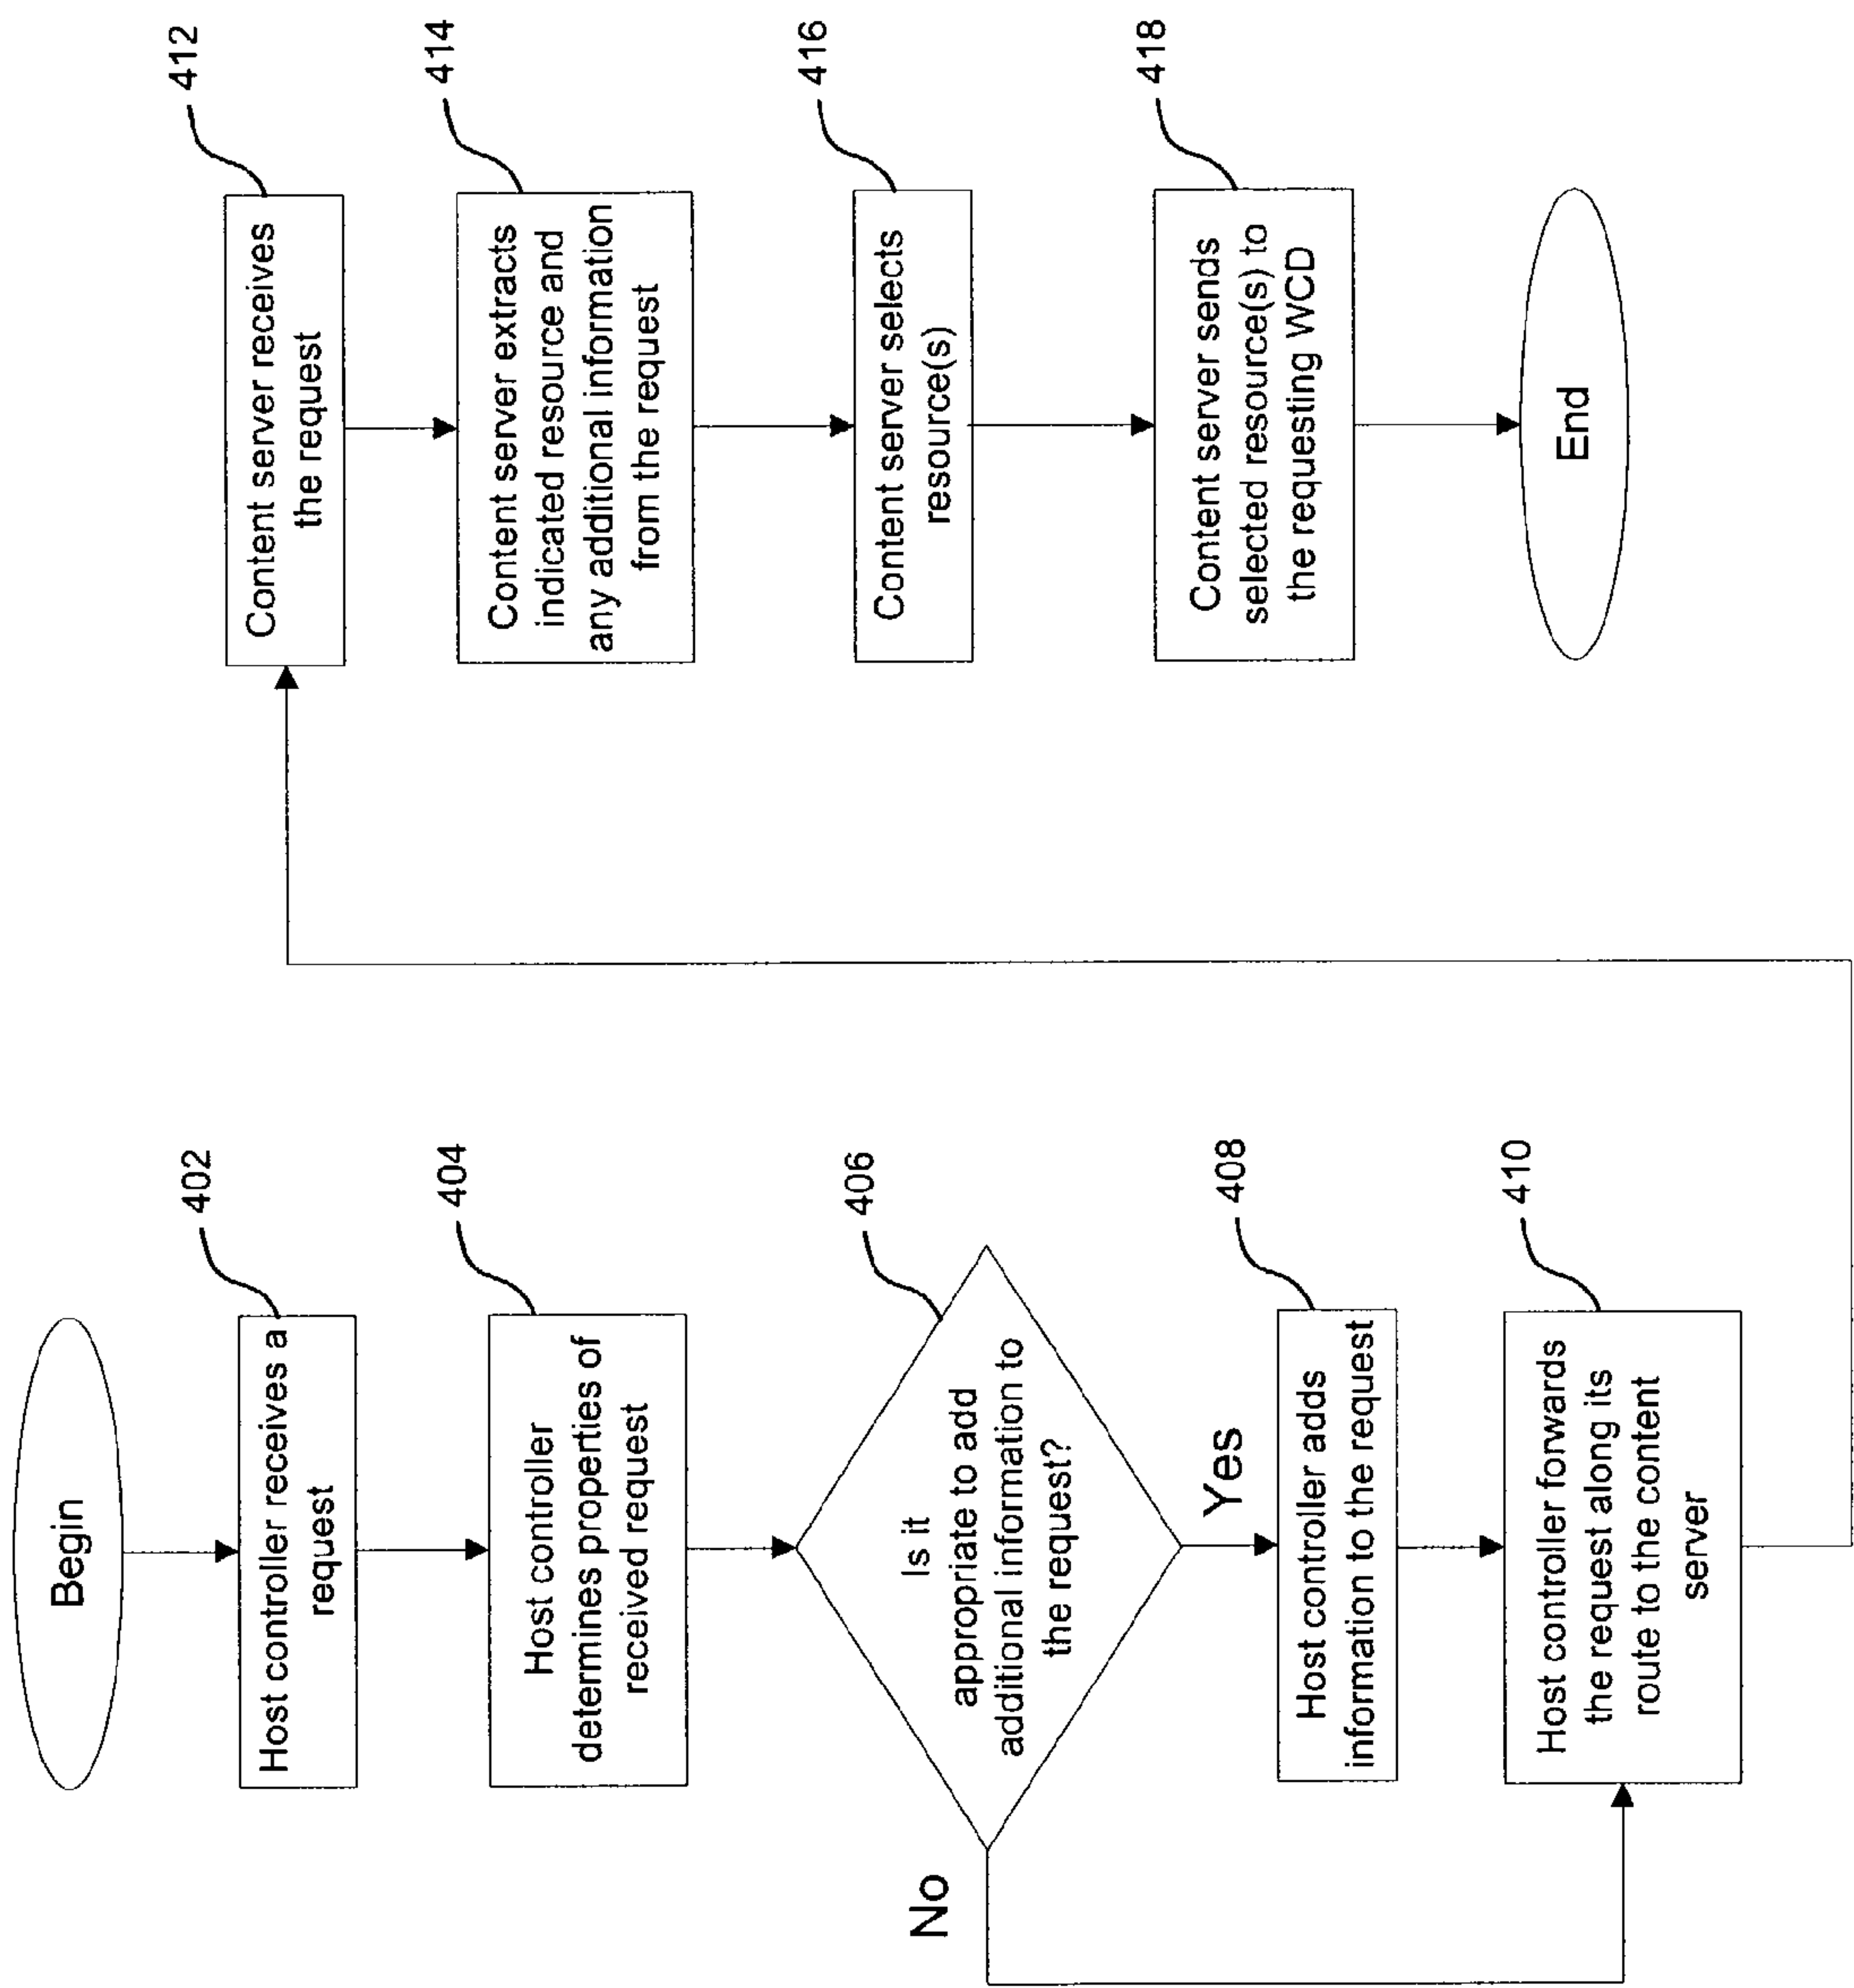 Begin
402
Host controller receives a
request
404
Host controller
determines properties of
received request
406
Is it
appropriate to add
additional information to
the request?
No
Yes
408
Host controller adds
information to the request
410
Host controller forwards
the request along its
route to the content
server
412
Content server receives
the request
414
Content server extracts
indicated resource and
any additional information
from the request
416
Content server selects
resource(s)
418
Content server sends
selected resource(s) to
the requesting WCD
End